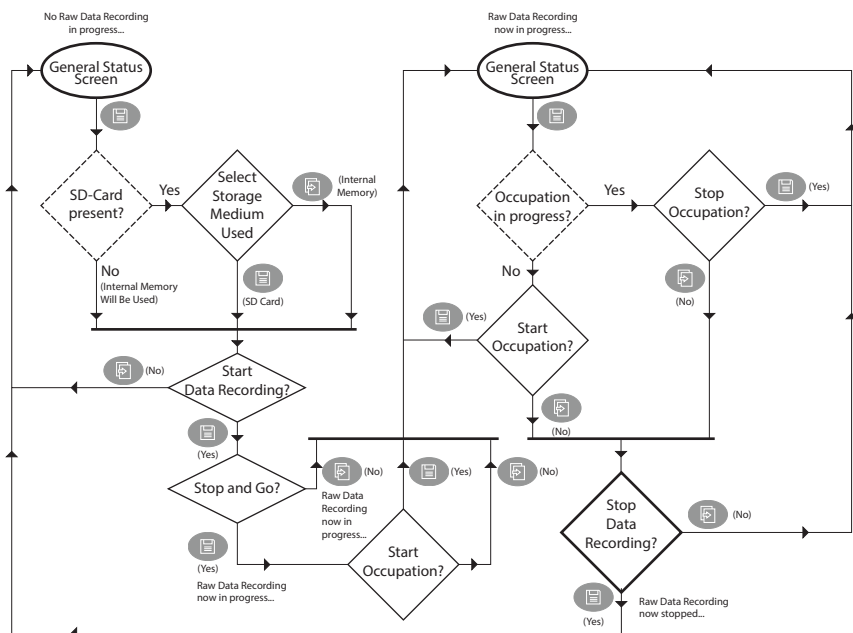 No Raw Data Recording
in progress...
General Status
Screen
SD-Card
present?
Yes
Select
Storage
Medium
Used
(Internal
Memory)
No
(Internal Memory
Will Be Used)
(SD Card)
Start
Data Recording?
(No)
(Yes)
Stop and Go?
(No)
Raw Data
Recording
now in
progress...
(Yes)
Raw Data Recording
now in progress...
Start
Occupation?
(Yes)
(No)
Raw Data Recording
now in progress...
General Status
Screen
Occupation
in progress?
Yes
Stop
Occupation?
(Yes)
No
(No)
(Yes)
Start
Occupation?
(No)
Stop
Data
Recording?
(No)
(Yes)
Raw Data Recording
now stopped...